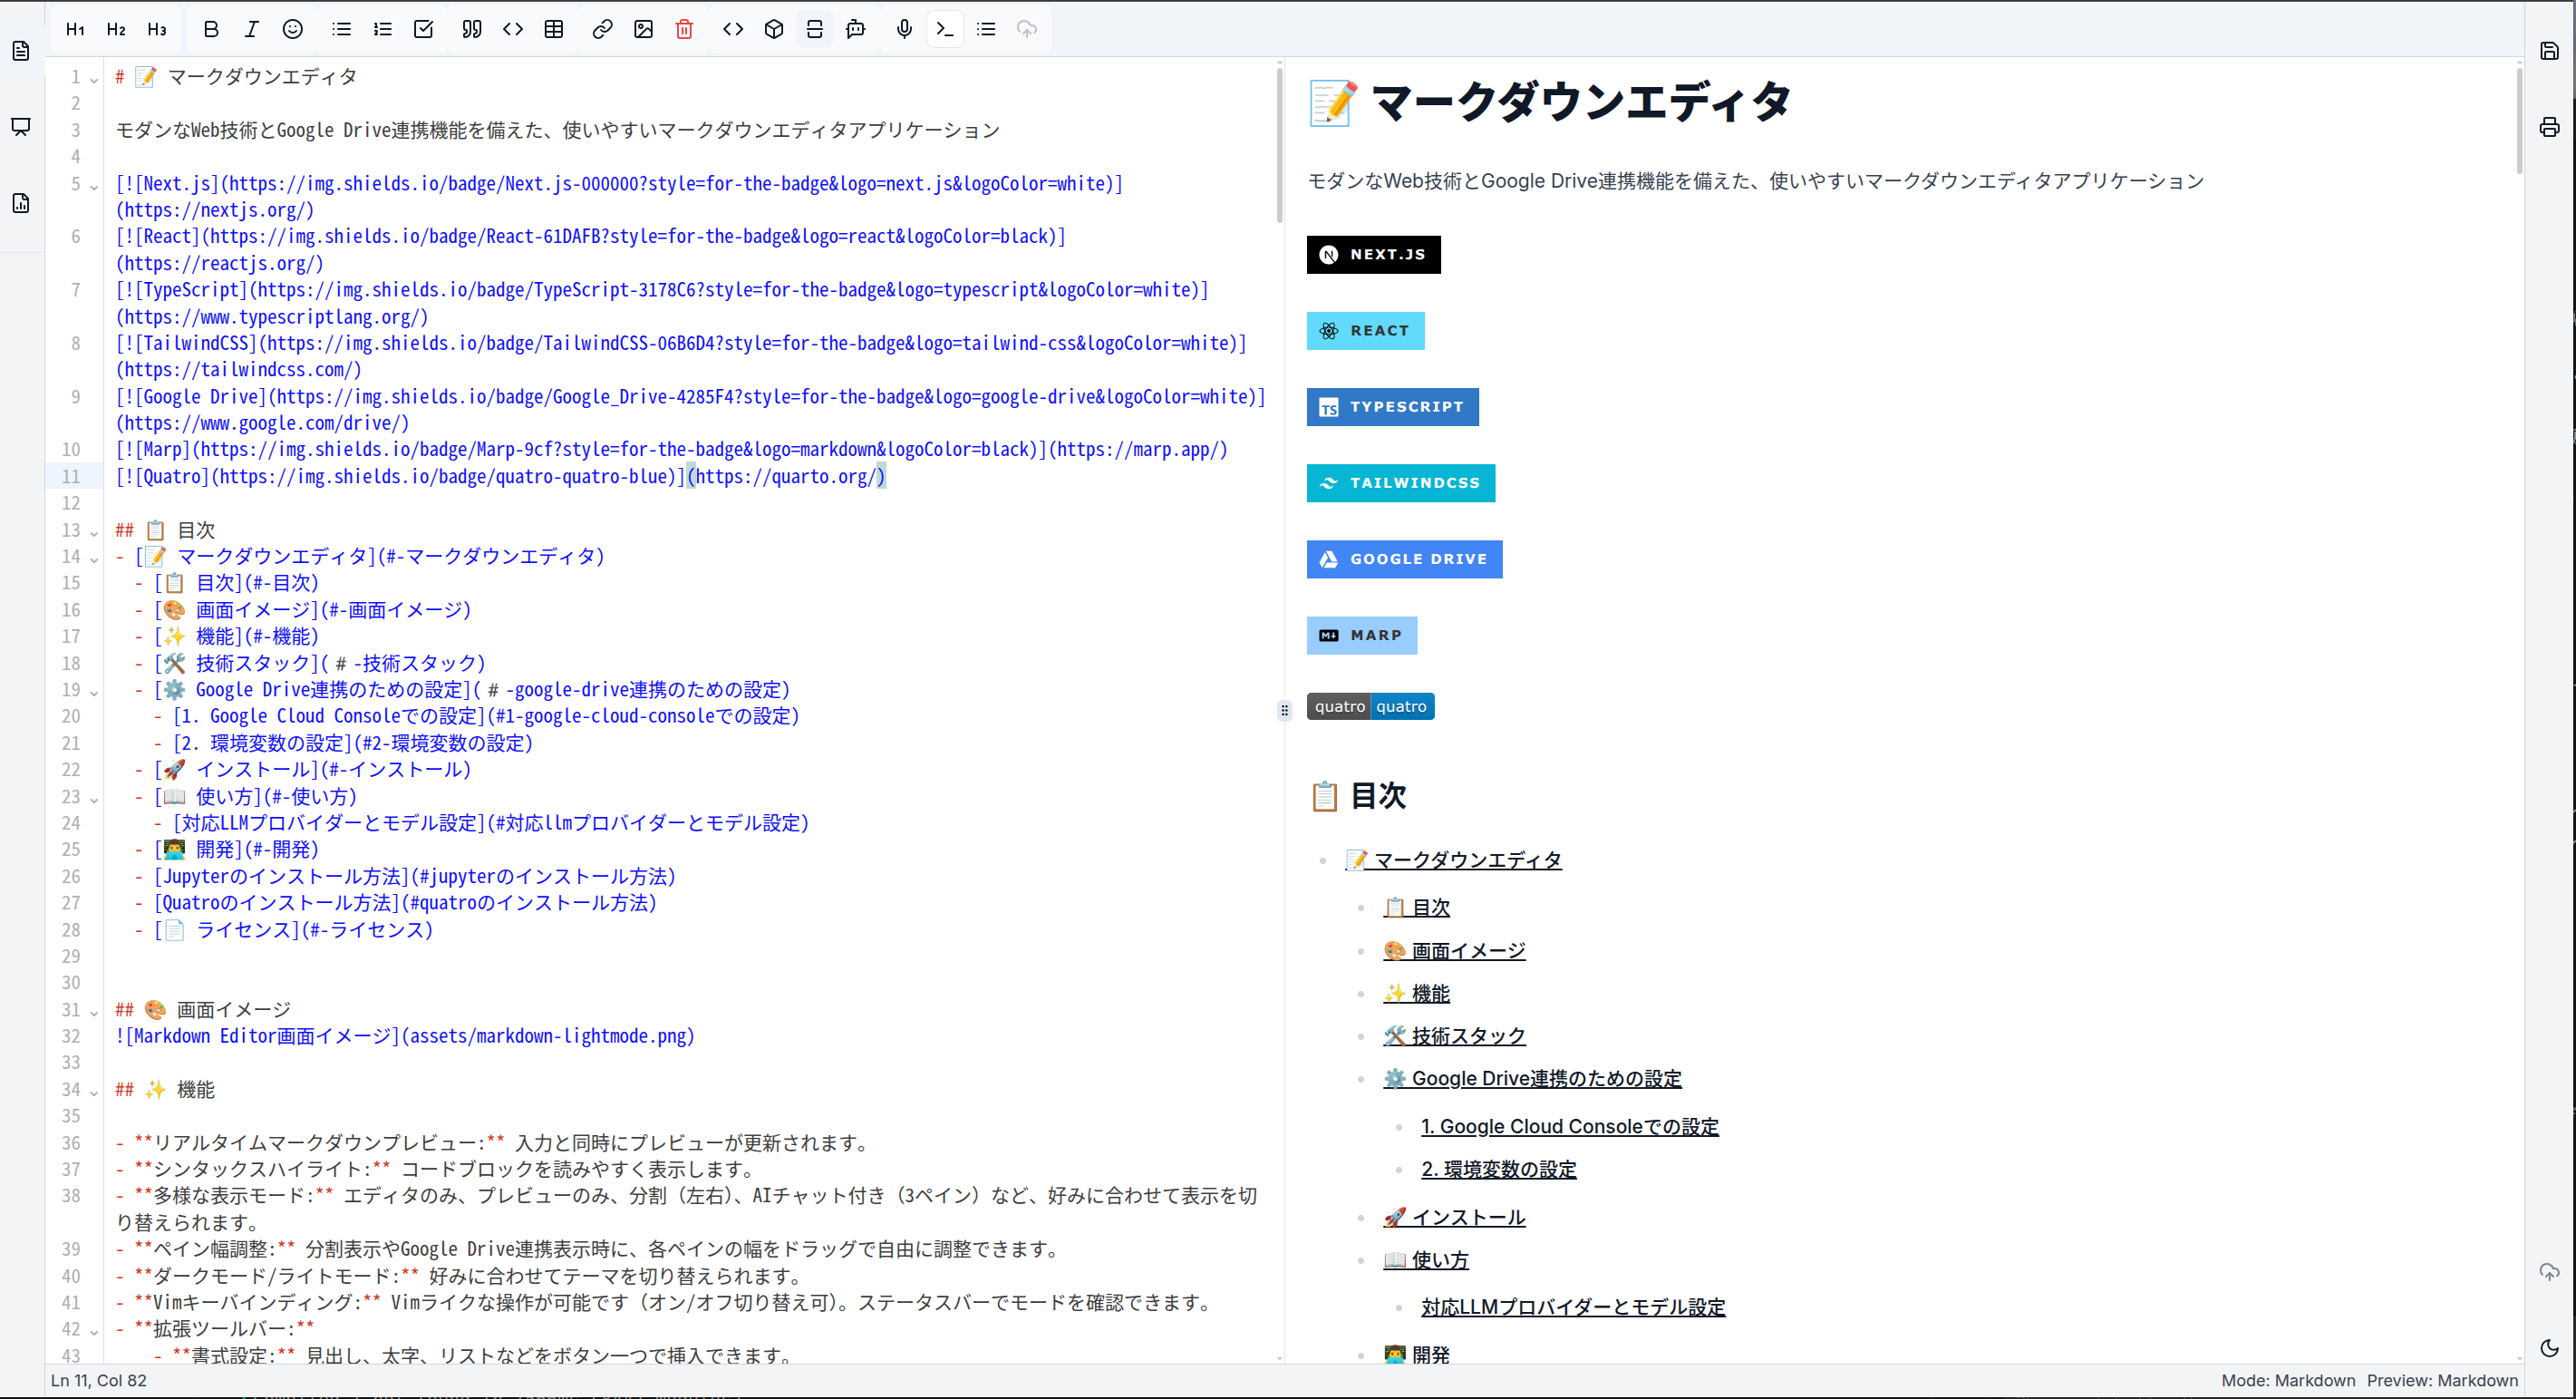 H1 H2 H3 B I
1 # 📝 マークダウンエディタ
2
3 モダンなWeb技術とGoogle Drive連携機能を備えた、使いやすいマークダウンエディタアプリケーション
4
5 [![Next.js](https://img.shields.io/badge/Next.js-000000?style=for-the-badge&logo=next.js&logoColor=white)]
(https://nextjs.org/)
6 [![React](https://img.shields.io/badge/React-61DAFB?style=for-the-badge&logo=react&logoColor=black)]
(https://reactjs.org/)
7 [![TypeScript](https://img.shields.io/badge/TypeScript-3178C6?style=for-the-badge&logo=typescript&logoColor=white)]
(https://www.typescriptlang.org/)
8 [![TailwindCSS](https://img.shields.io/badge/TailwindCSS-06B6D4?style=for-the-badge&logo=tailwind-css&logoColor=white)]
(https://tailwindcss.com/)
9 [![Google Drive](https://img.shields.io/badge/Google_Drive-4285F4?style=for-the-badge&logo=google-drive&logoColor=white)]
(https://www.google.com/drive/)
10 [![Marp](https://img.shields.io/badge/Marp-9cf?style=for-the-badge&logo=markdown&logoColor=black)](https://marp.app/)
11 [![Quatro](https://img.shields.io/badge/quatro-quatro-blue)](https://quarto.org/)
12
13 ## 📋 目次
14 - [📝 マークダウンエディタ](#-マークダウンエディタ)
15 - [📋 目次](#-目次)
16 - [🎨 画面イメージ](#-画面イメージ)
17 - [✨ 機能](#-機能)
18 - [🛠️ 技術スタック](#️-技術スタック)
19 - [⚙️ Google Drive連携のための設定](#️-google-drive連携のための設定)
20 - [1. Google Cloud Consoleでの設定](#1-google-cloud-consoleでの設定)
21 - [2. 環境変数の設定](#2-環境変数の設定)
22 - [🚀 インストール](#-インストール)
23 - [📖 使い方](#-使い方)
24 - [対応LLMプロバイダーとモデル設定](#対応llmプロバイダーとモデル設定)
25 - [👨‍💻 開発](#-開発)
26 - [Jupyterのインストール方法](#jupyterのインストール方法)
27 - [Quatroのインストール方法](#quatroのインストール方法)
28 - [📄 ライセンス](#-ライセンス)
29
30
31 ## 🎨 画面イメージ
32 ![Markdown Editor画面イメージ](assets/markdown-lightmode.png)
33
34 ## ✨ 機能
35
36 - **リアルタイムマークダウンプレビュー:** 入力と同時にプレビューが更新されます。
37 - **シンタックスハイライト:** コードブロックを読みやすく表示します。
38 - **多様な表示モード:** エディタのみ、プレビューのみ、分割（左右）、AIチャット付き（3ペイン）など、好みに合わせて表示を切
り替えられます。
39 - **ペイン幅調整:** 分割表示やGoogle Drive連携表示時に、各ペインの幅をドラッグで自由に調整できます。
40 - **ダークモード/ライトモード:** 好みに合わせてテーマを切り替えられます。
41 - **Vimキーバインディング:** Vimライクな操作が可能です（オン/オフ切り替え可）。ステータスバーでモードを確認できます。
42 - **拡張ツールバー:**
43 - **書式設定:** 見出し、太字、リストなどをボタン一つで挿入できます。
📝 マークダウンエディタ
モダンなWeb技術とGoogle Drive連携機能を備えた、使いやすいマークダウンエディタアプリケーション
NEXT.JS
REACT
TS TYPESCRIPT
TAILWINDCSS
GOOGLE DRIVE
MARP
quatro quatro
📋 目次
📝 マークダウンエディタ
📋 目次
🎨 画面イメージ
✨ 機能
🛠️ 技術スタック
⚙️ Google Drive連携のための設定
1. Google Cloud Consoleでの設定
2. 環境変数の設定
🚀 インストール
📖 使い方
対応LLMプロバイダーとモデル設定
👨‍💻 開発
Ln 11, Col 82
Mode: Markdown Preview: Markdown